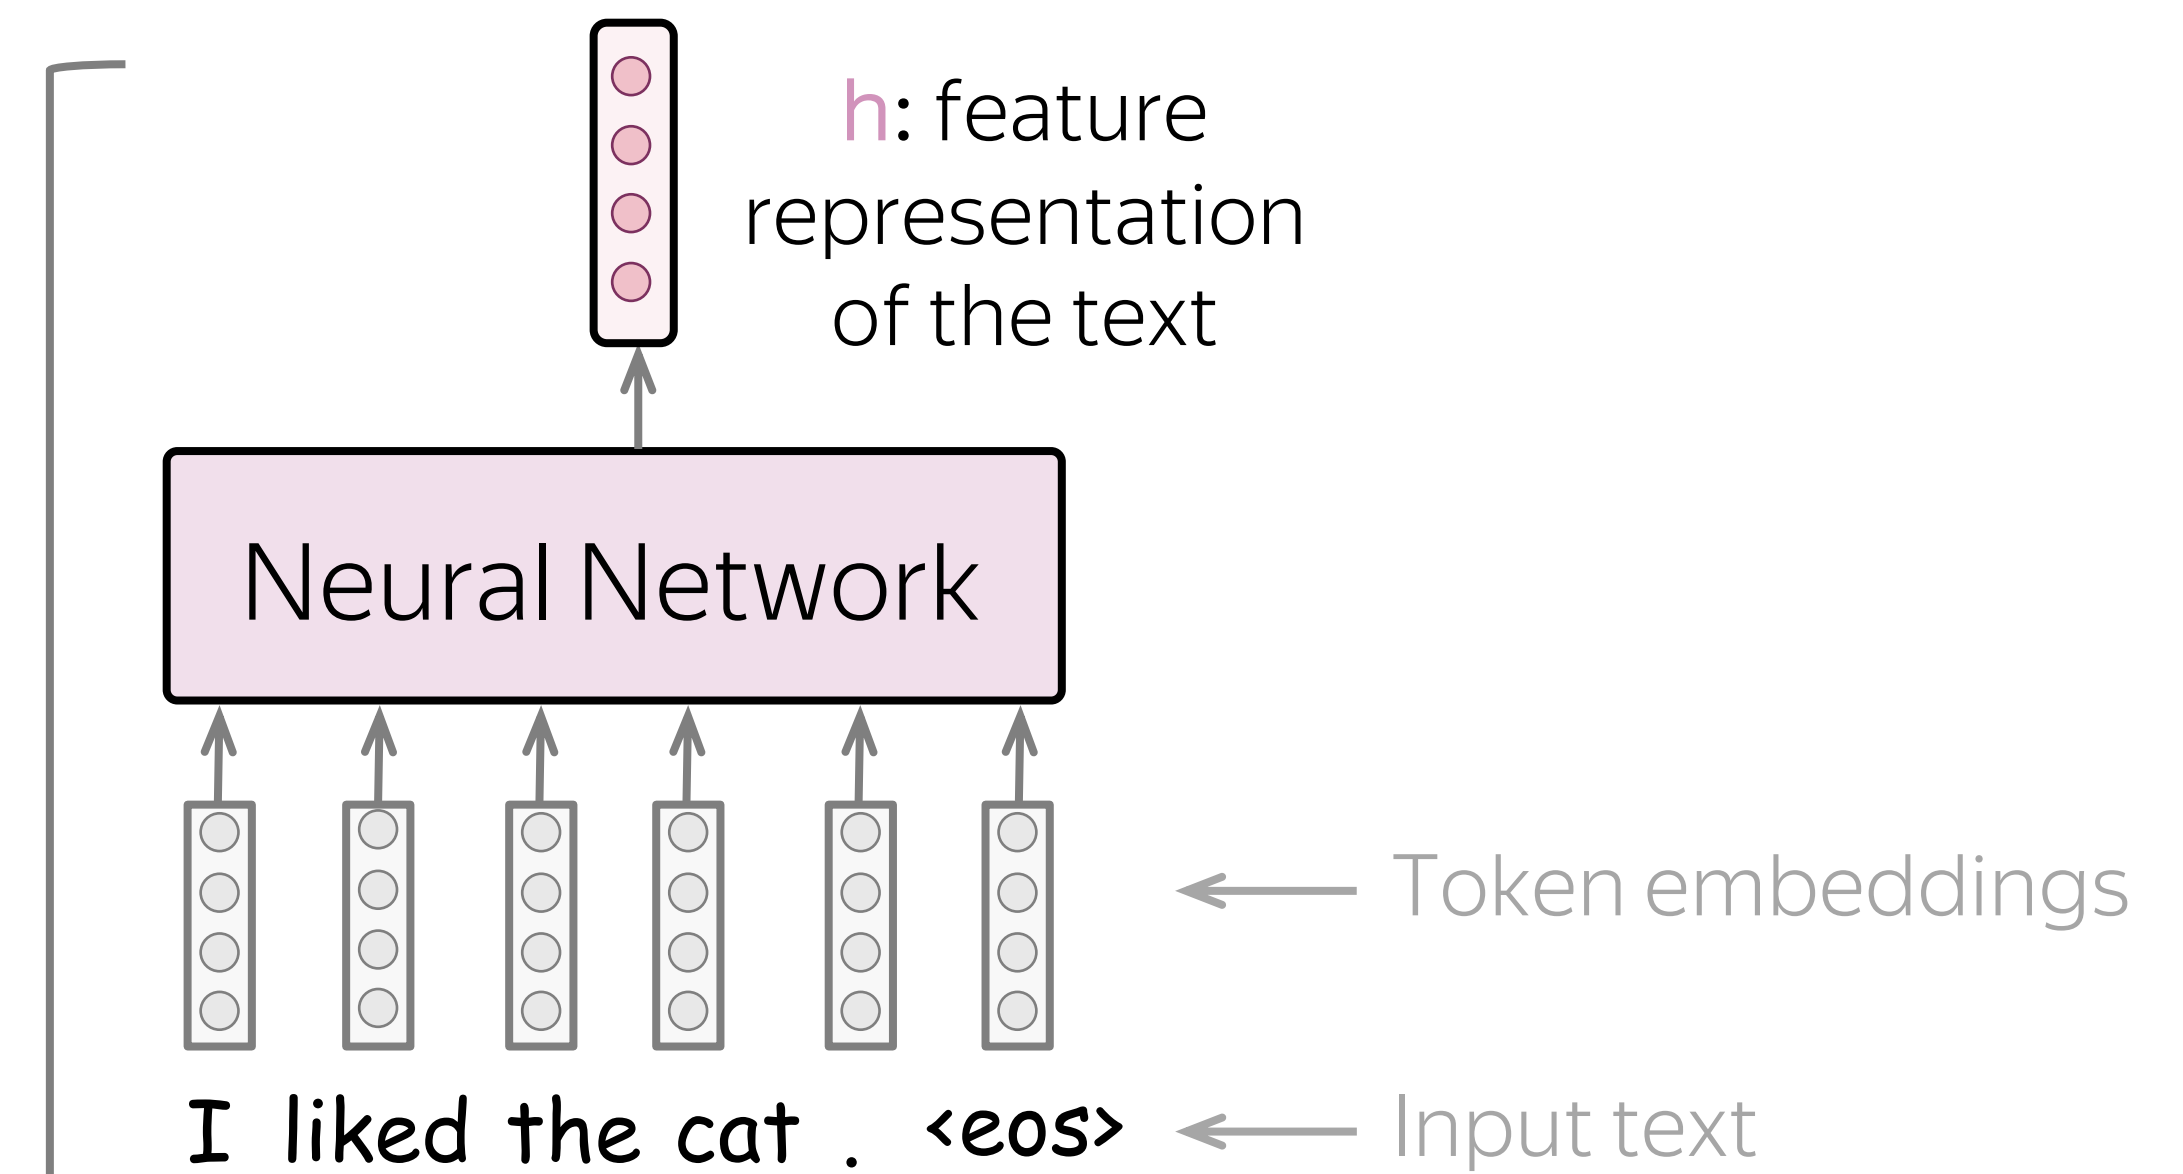 h: feature
representation
of the text
Neural Network
Token embeddings
I liked the cat . <eos>
Input text